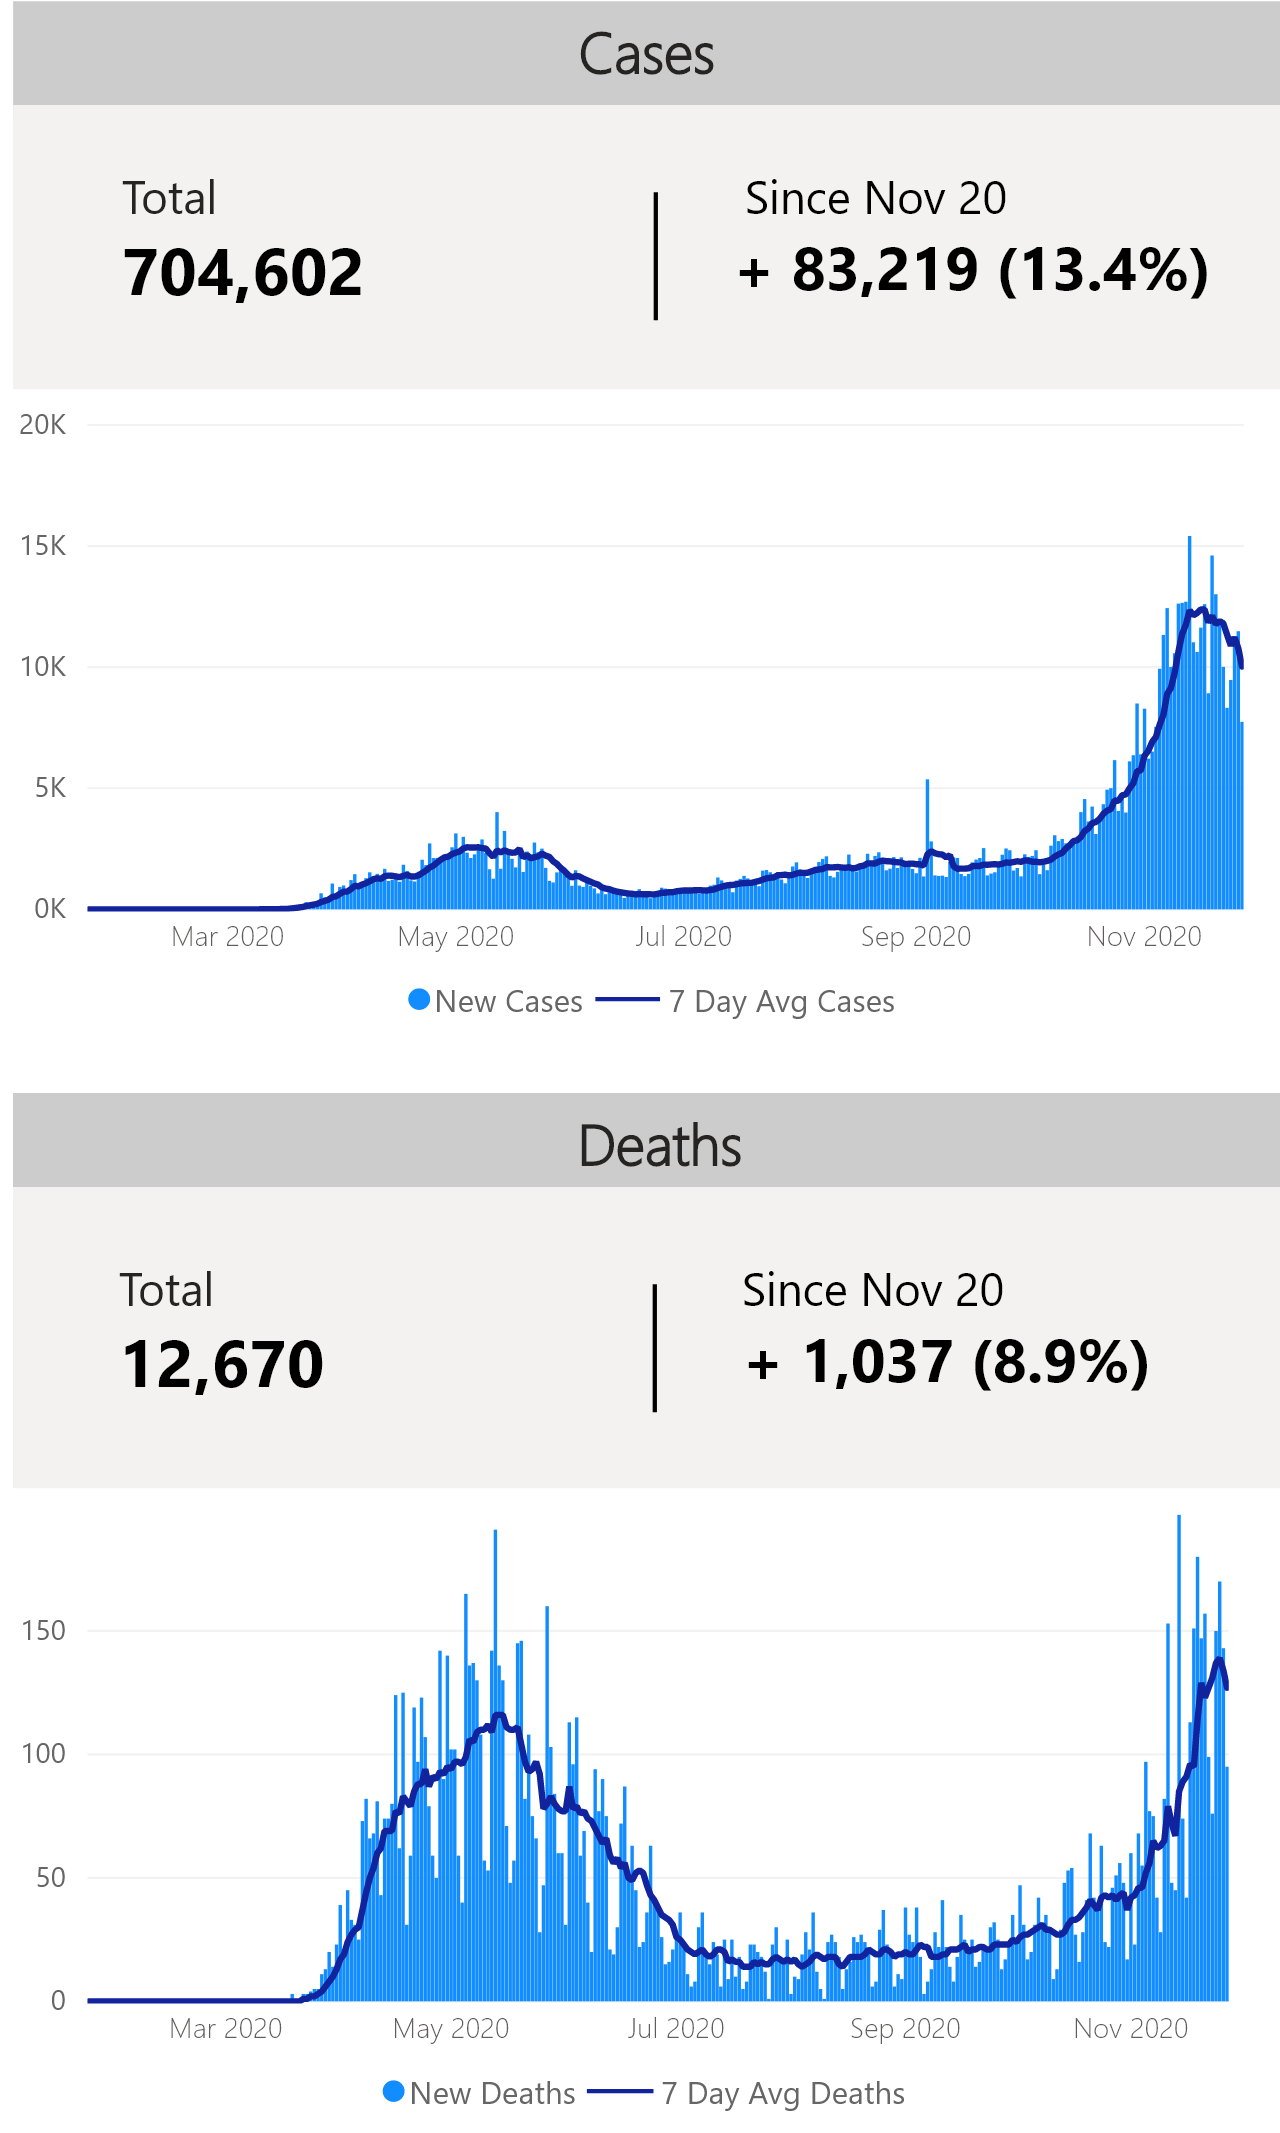 Cases
Total
704,602
Since Nov 20
+ 83,219 (13.4%)
20K
15K
10K
5K
0K
Mar 2020 May 2020 Jul 2020 Sep 2020 Nov 2020
New Cases 7 Day Avg Cases
Deaths
Total
12,670
Since Nov 20
+ 1,037 (8.9%)
150
100
50
0
Mar 2020 May 2020 Jul 2020 Sep 2020 Nov 2020
New Deaths 7 Day Avg Deaths